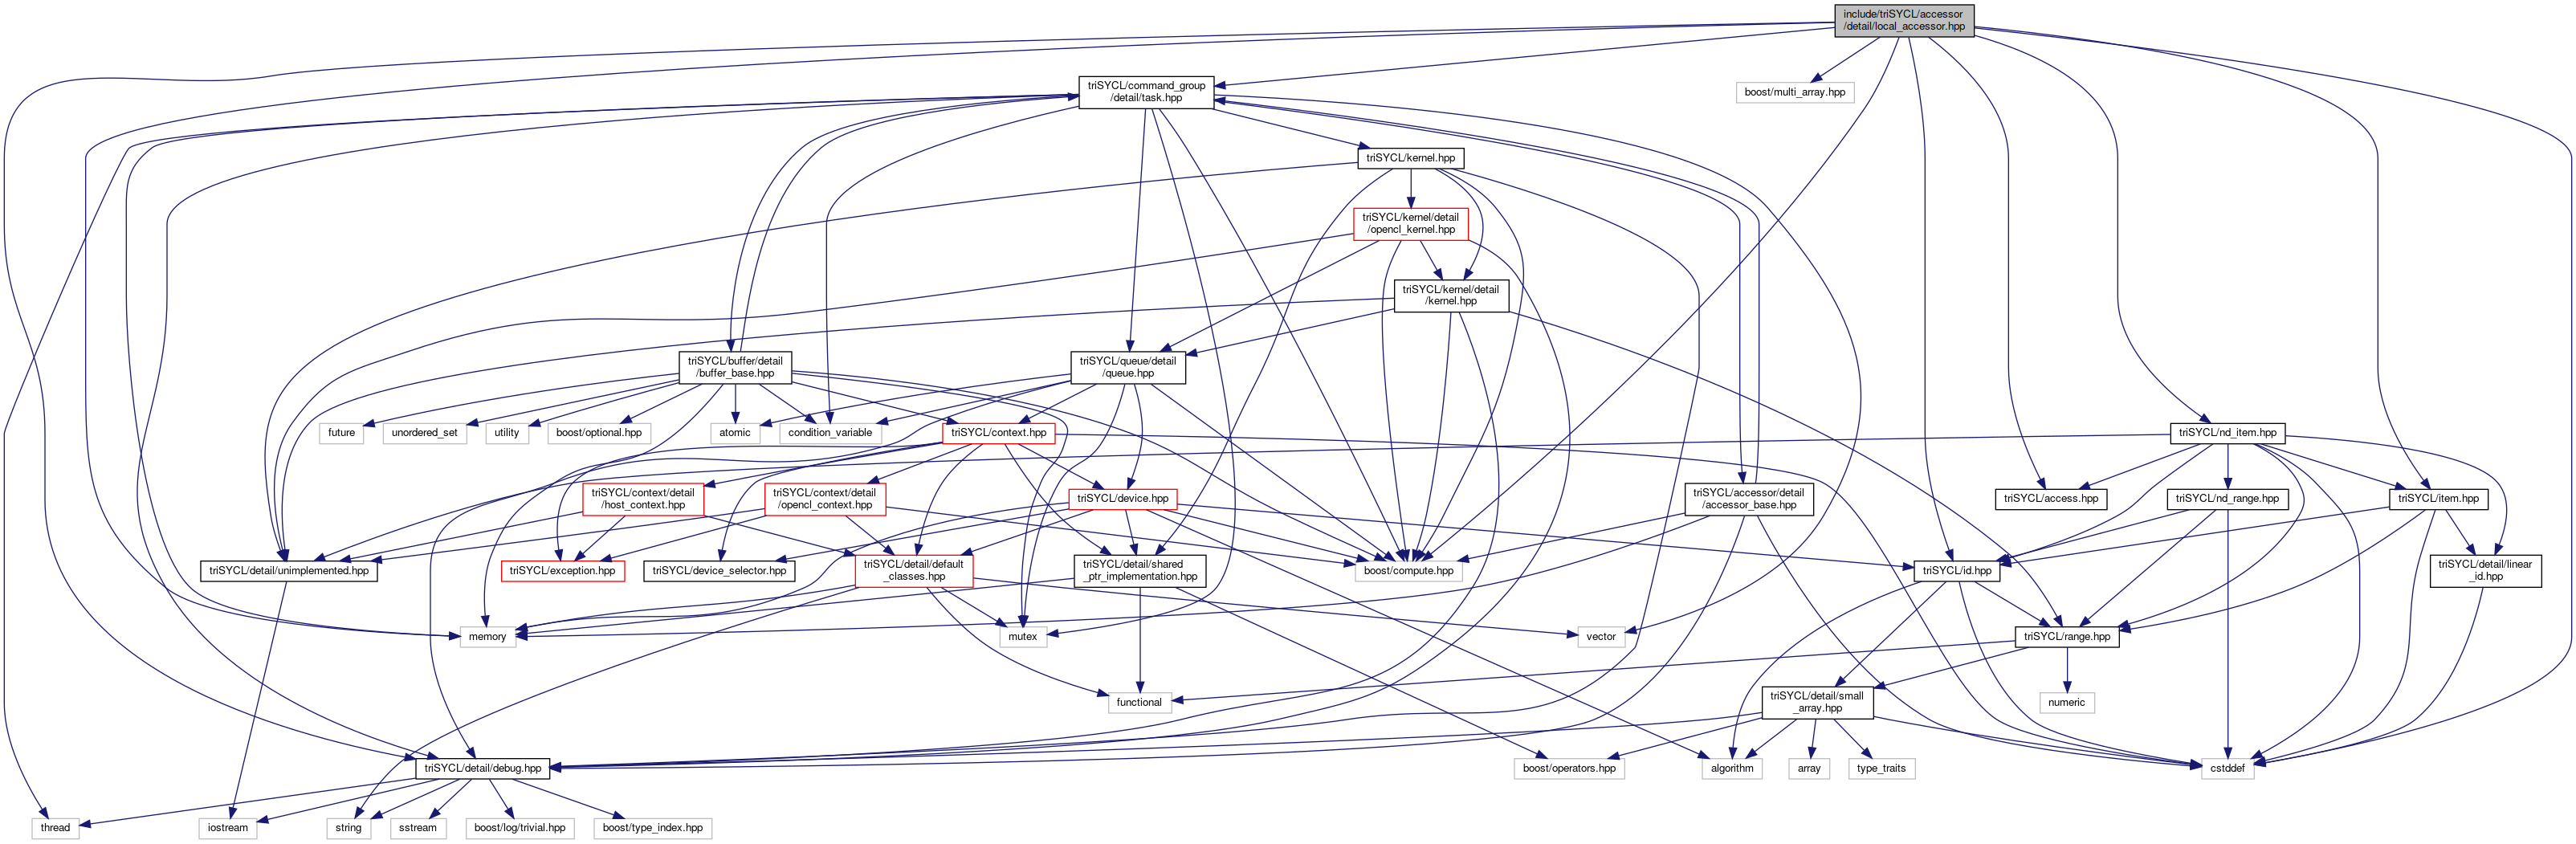 include/triSYCL/accessor
/detail/local_accessor.hpp
triSYCL/command_group
/detail/task.hpp
boost/multi_array.hpp
triSYCL/kernel.hpp
triSYCL/kernel/detail
/opencl_kernel.hpp
triSYCL/kernel/detail
/kernel.hpp
triSYCL/buffer/detail
/buffer_base.hpp
triSYCL/queue/detail
/queue.hpp
future
unordered_set
utility
boost/optional.hpp
atomic
condition_variable
triSYCL/context.hpp
triSYCL/nd_item.hpp
triSYCL/context/detail
/host_context.hpp
triSYCL/context/detail
/opencl_context.hpp
triSYCL/device.hpp
triSYCL/accessor/detail
/accessor_base.hpp
triSYCL/access.hpp
triSYCL/nd_range.hpp
triSYCL/item.hpp
triSYCL/detail/unimplemented.hpp
triSYCL/exception.hpp
triSYCL/device_selector.hpp
triSYCL/detail/default
_classes.hpp
triSYCL/detail/shared
_ptr_implementation.hpp
boost/compute.hpp
triSYCL/id.hpp
triSYCL/detail/linear
_id.hpp
memory
mutex
vector
triSYCL/range.hpp
functional
triSYCL/detail/small
_array.hpp
numeric
triSYCL/detail/debug.hpp
boost/operators.hpp
algorithm
array
type_traits
cstddef
thread
iostream
string
sstream
boost/log/trivial.hpp
boost/type_index.hpp